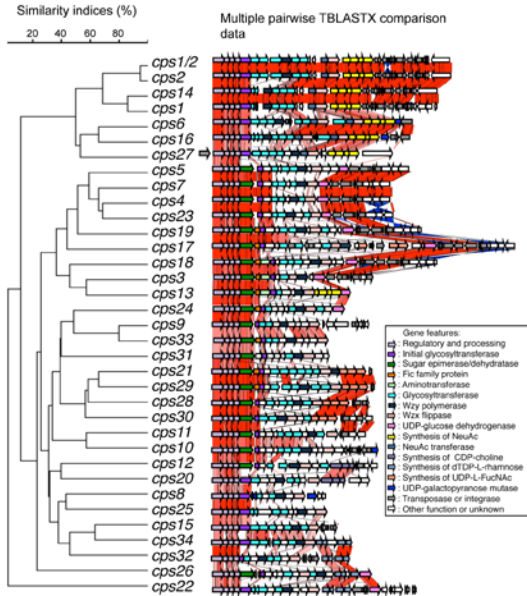 Similarity indices (%)
Multiple pairwise TBLASTX comparison
data
20 40 60 80
cps1/2
cps2
cps14
cps1
cps6
cps16
cps27
cps5
cps7
cps4
cps23
cps19
cps17
cps18
cps3
cps13
cps24
cps9
cps33
cps31
cps21
cps29
cps28
cps30
cps11
cps10
cps12
cps20
cps8
cps25
cps15
cps34
cps32
cps26
cps22
Gene features:
: Regulatory and processing
: Initial glycosyltransferase
: Sugar epimerase/dehydratase
: Fic family protein
: Aminotransferase
: Glycosyltransferase
: Wzy polymerase
: Wzx flippase
: UDP-glucose dehydrogenase
: Synthesis of NeuAc
: NeuAc transferase
: Synthesis of CDP-choline
: Synthesis of dTDP-L-rhamnose
: Synthesis of UDP-L-FucNAc
: UDP-galactopyranose mutase
: Transposase or integrase
: Other function or unknown